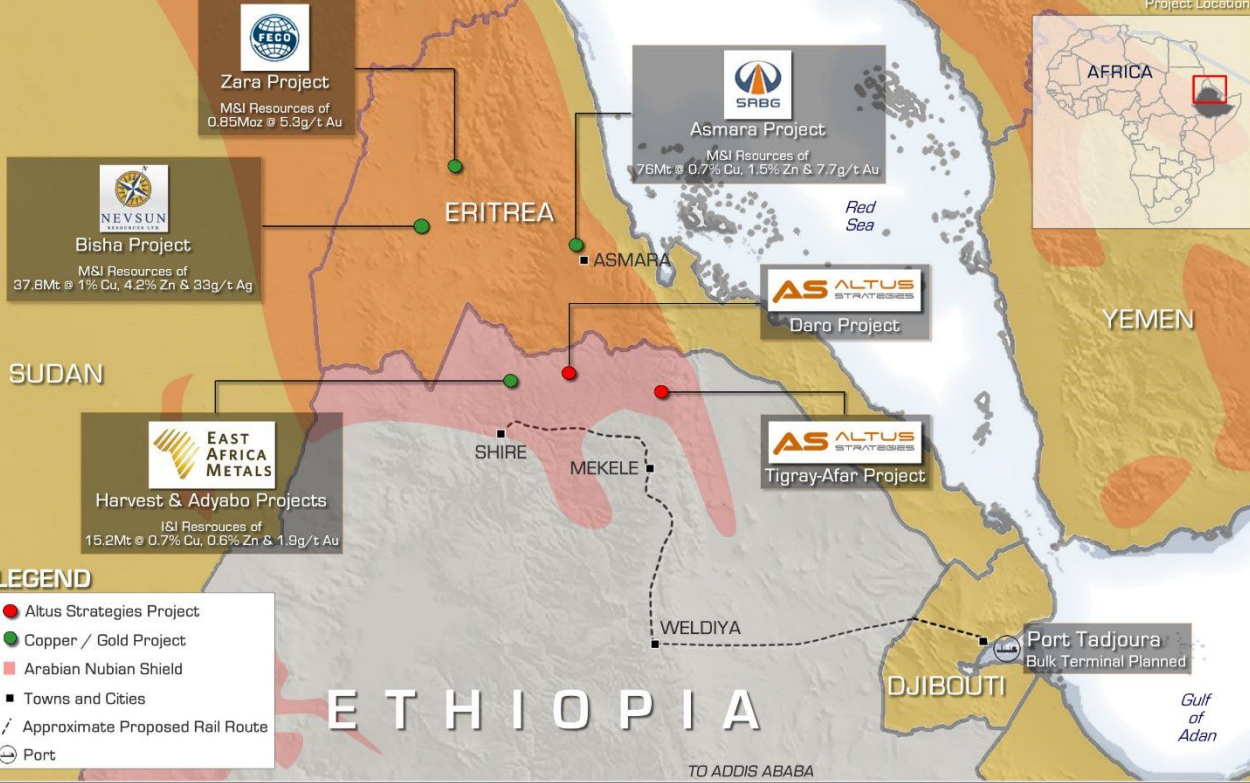 Project Location
AFRICA
FECO
Zara Project
M&I Resources of
0.85Moz @ 5.3g/t Au
SRBG
Asmara Project
M&I Rsources of
76Mt @ 0.7% Cu, 1.5% Zn & 7.7g/t Au
NEVSUN
RESOURCES LTD.
Bisha Project
M&I Resources of
37.8Mt @ 1% Cu, 4.2% Zn & 33g/t Ag
ERITREA
ASMARA
Red
Sea
AS ALTUS
STRATEGIES
Daro Project
YEMEN
SUDAN
EAST
AFRICA
METALS
Harvest & Adyabo Projects
I&I Resrouces of
15.2Mt @ 0.7% Cu, 0.6% Zn & 1.9g/t Au
SHIRE
MEKELE
AS ALTUS
STRATEGIES
Tigray-Afar Project
LEGEND
Altus Strategies Project
Copper / Gold Project
Arabian Nubian Shield
Towns and Cities
Approximate Proposed Rail Route
Port
WELDIYA
Port Tadjoura
Bulk Terminal Planned
DJIBOUTI
ETHIOPIA
Gulf
of
Adan
TO ADDIS ABABA